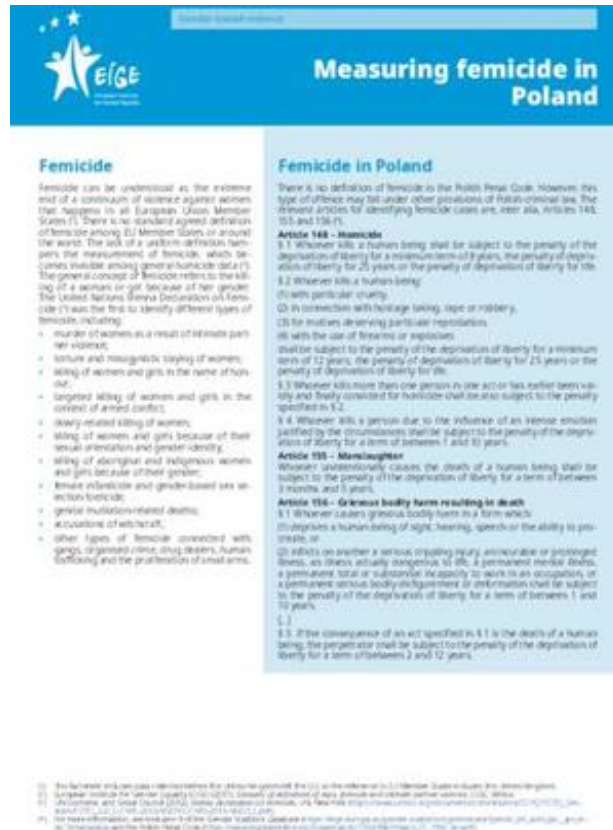 Gender-based violence
EIGE
Measuring femicide in
Poland
Femicide
Femicide can be understood as the extreme
end of a continuum of violence against women
that happens in all European Union Member
States (¹). There is no standard agreed definition
of femicide among EU Member States or around
the world. The lack of a uniform definition ham-
pers the measurement of femicide, which be-
comes invisible among general homicide data (²).
The general concept of femicide refers to the kill-
ing of a woman or girl because of her gender.
The United Nations Vienna Declaration on Femi-
cide (³) was the first to identify different types of
femicide, including:
• murder of women as a result of intimate part-
ner violence;
• torture and misogynistic slaying of women;
• killing of women and girls in the name of hon-
our;
• targeted killing of women and girls in the
context of armed conflict;
• dowry-related killing of women;
• killing of women and girls because of their
sexual orientation and gender identity;
• killing of aboriginal and indigenous women
and girls because of their gender;
• female infanticide and gender-based sex se-
lection foeticide;
• genital mutilation-related deaths;
• accusations of witchcraft;
• other types of femicide connected with
gangs, organised crime, drug dealers, human
trafficking and the proliferation of small arms.
Femicide in Poland
There is no definition of femicide in the Polish Penal Code. However, this
type of offence may fall under other provisions of Polish criminal law. The
relevant articles for identifying femicide cases are, inter alia, Articles 148,
155 and 156 (⁴).
Article 148 – Homicide
§ 1 Whoever kills a human being shall be subject to the penalty of the
deprivation of liberty for a minimum term of 8 years, the penalty of depriv-
ation of liberty for 25 years or the penalty of deprivation of liberty for life.
§ 2 Whoever kills a human being:
(1) with particular cruelty,
(2) in connection with hostage taking, rape or robbery,
(3) for motives deserving particular reprobation,
(4) with the use of firearms or explosives
shall be subject to the penalty of the deprivation of liberty for a minimum
term of 12 years, the penalty of deprivation of liberty for 25 years or the
penalty of deprivation of liberty for life.
§ 3 Whoever kills more than one person in one act or has earlier been val-
idly and finally convicted for homicide shall be also subject to the penalty
specified in § 2.
§ 4 Whoever kills a person due to the influence of an intense emotion
justified by the circumstances shall be subject to the penalty of the depriv-
ation of liberty for a term of between 1 and 10 years.
Article 155 – Manslaughter
Whoever unintentionally causes the death of a human being shall be
subject to the penalty of the deprivation of liberty for a term of between
3 months and 5 years.
Article 156 – Grievous bodily harm resulting in death
§ 1 Whoever causes grievous bodily harm in a form which:
(1) deprives a human being of sight, hearing, speech or the ability to pro-
create, or
(2) inflicts on another a serious crippling injury, an incurable or prolonged
illness, an illness actually dangerous to life, a permanent mental illness,
a permanent total or substantial incapacity to work in an occupation, or
a permanent serious bodily disfigurement or deformation shall be subject
to the penalty of the deprivation of liberty for a term of between 1 and
10 years.
[...]
§ 3 If the consequence of an act specified in § 1 is the death of a human
being, the perpetrator shall be subject to the penalty of the deprivation of
liberty for a term of between 2 and 12 years.